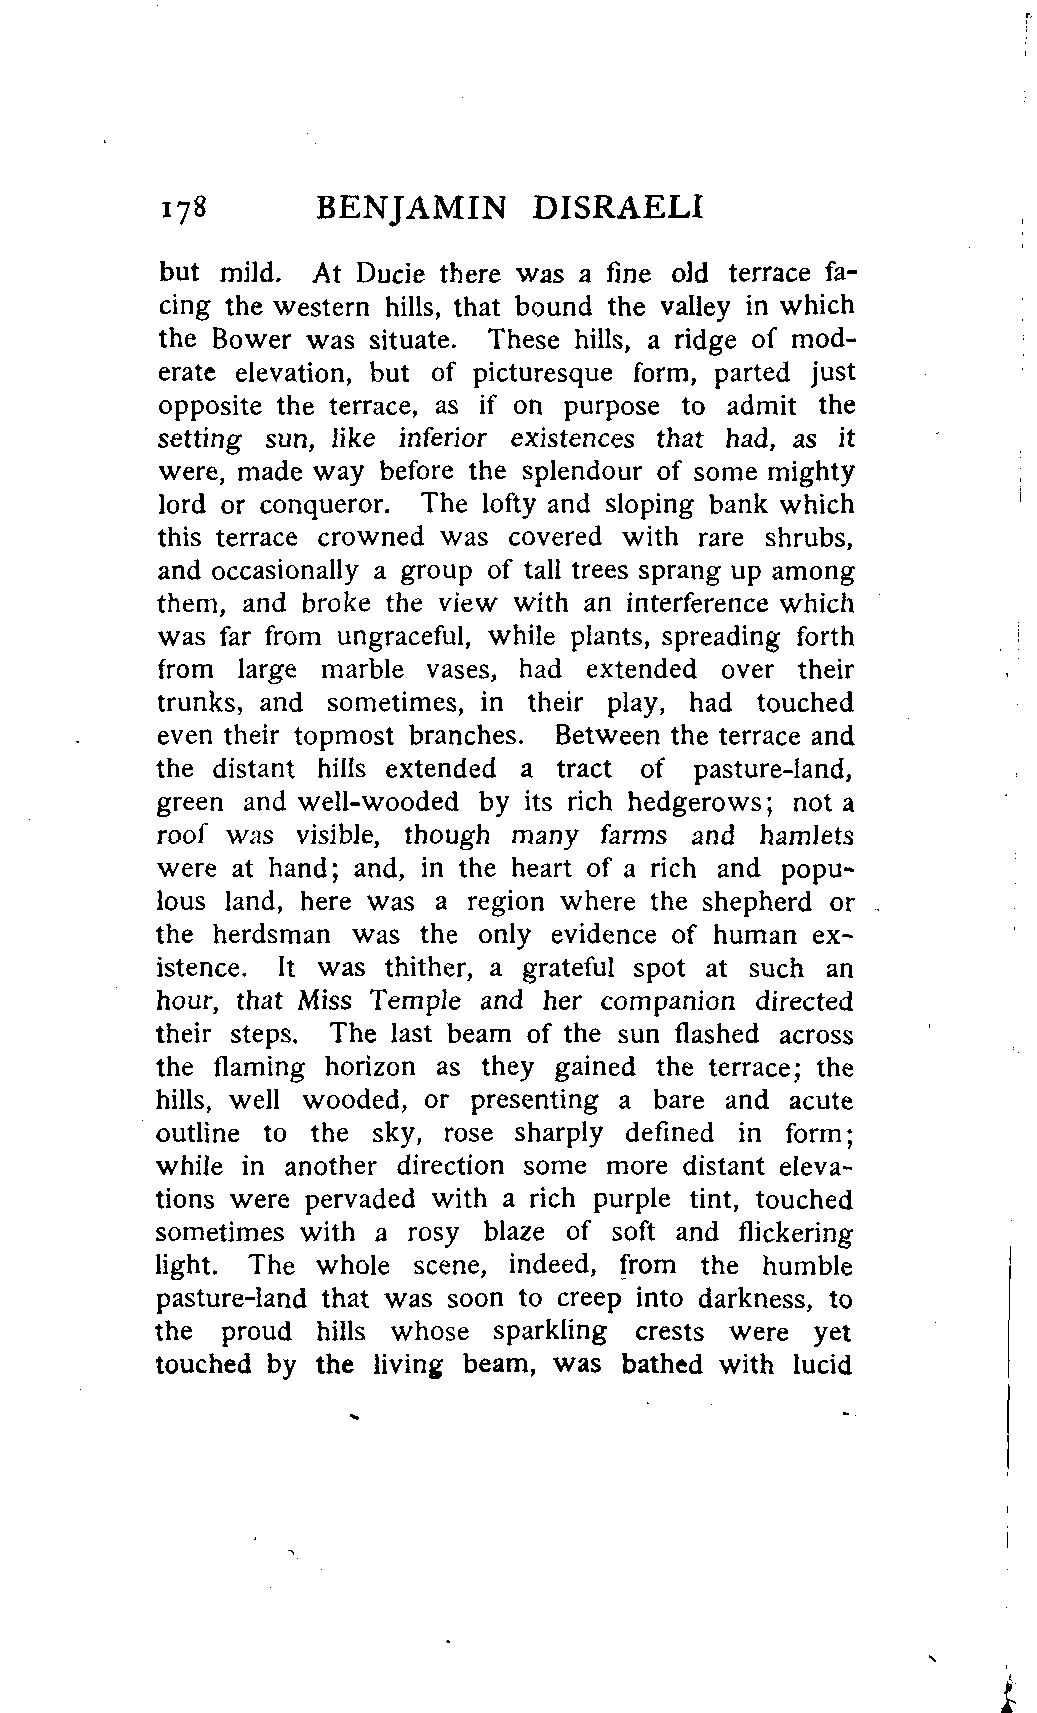 178 BENJAMIN DISRAELI
but mild. At Ducie there was a fine old terrace fa-
cing the western hills, that bound the valley in which
the Bower was situate. These hills, a ridge of mod-
erate elevation, but of picturesque form, parted just
opposite the terrace, as if on purpose to admit the
setting sun, like inferior existences that had, as it
were, made way before the splendour of some mighty
lord or conqueror. The lofty and sloping bank which
this terrace crowned was covered with rare shrubs,
and occasionally a group of tall trees sprang up among
them, and broke the view with an interference which
was far from ungraceful, while plants, spreading forth
from large marble vases, had extended over their
trunks, and sometimes, in their play, had touched
even their topmost branches. Between the terrace and
the distant hills extended a tract of pasture-land,
green and well-wooded by its rich hedgerows; not a
roof was visible, though many farms and hamlets
were at hand; and, in the heart of a rich and popu-
lous land, here was a region where the shepherd or
the herdsman was the only evidence of human ex-
istence. It was thither, a grateful spot at such an
hour, that Miss Temple and her companion directed
their steps. The last beam of the sun flashed across
the flaming horizon as they gained the terrace; the
hills, well wooded, or presenting a bare and acute
outline to the sky, rose sharply defined in form;
while in another direction some more distant eleva-
tions were pervaded with a rich purple tint, touched
sometimes with a rosy blaze of soft and flickering
light. The whole scene, indeed, from the humble
pasture-land that was soon to creep into darkness, to
the proud hills whose sparkling crests were yet
touched by the living beam, was bathed with lucid